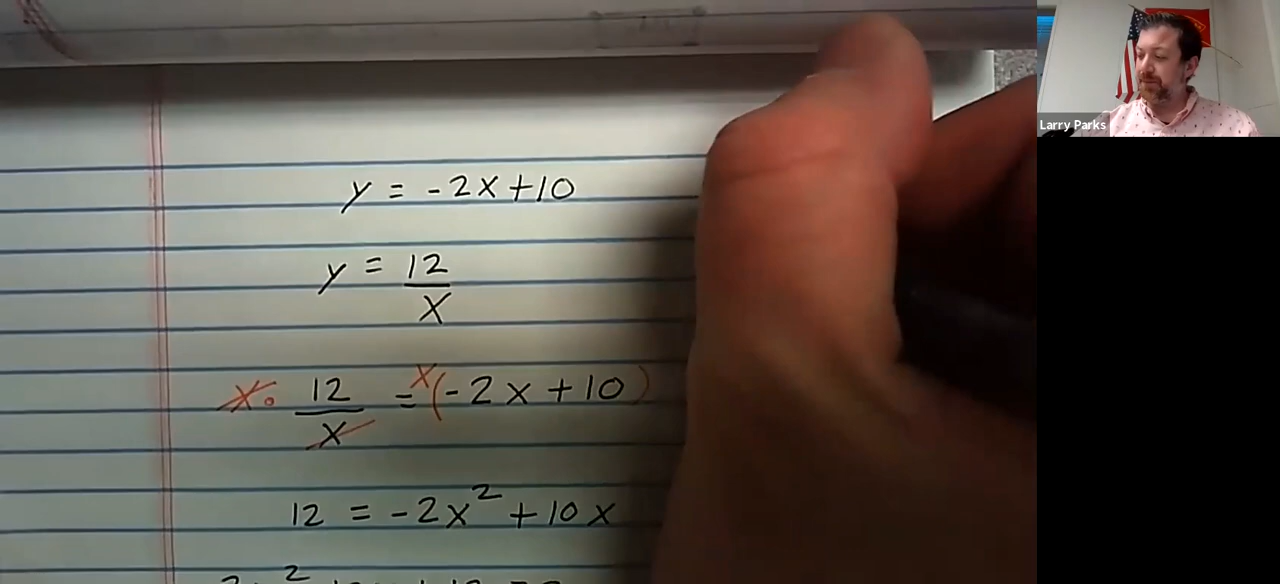 Larry Parks
y = -2x+10
y = 12/x
x· 12/x = x(-2x + 10)
12 = -2x² + 10x